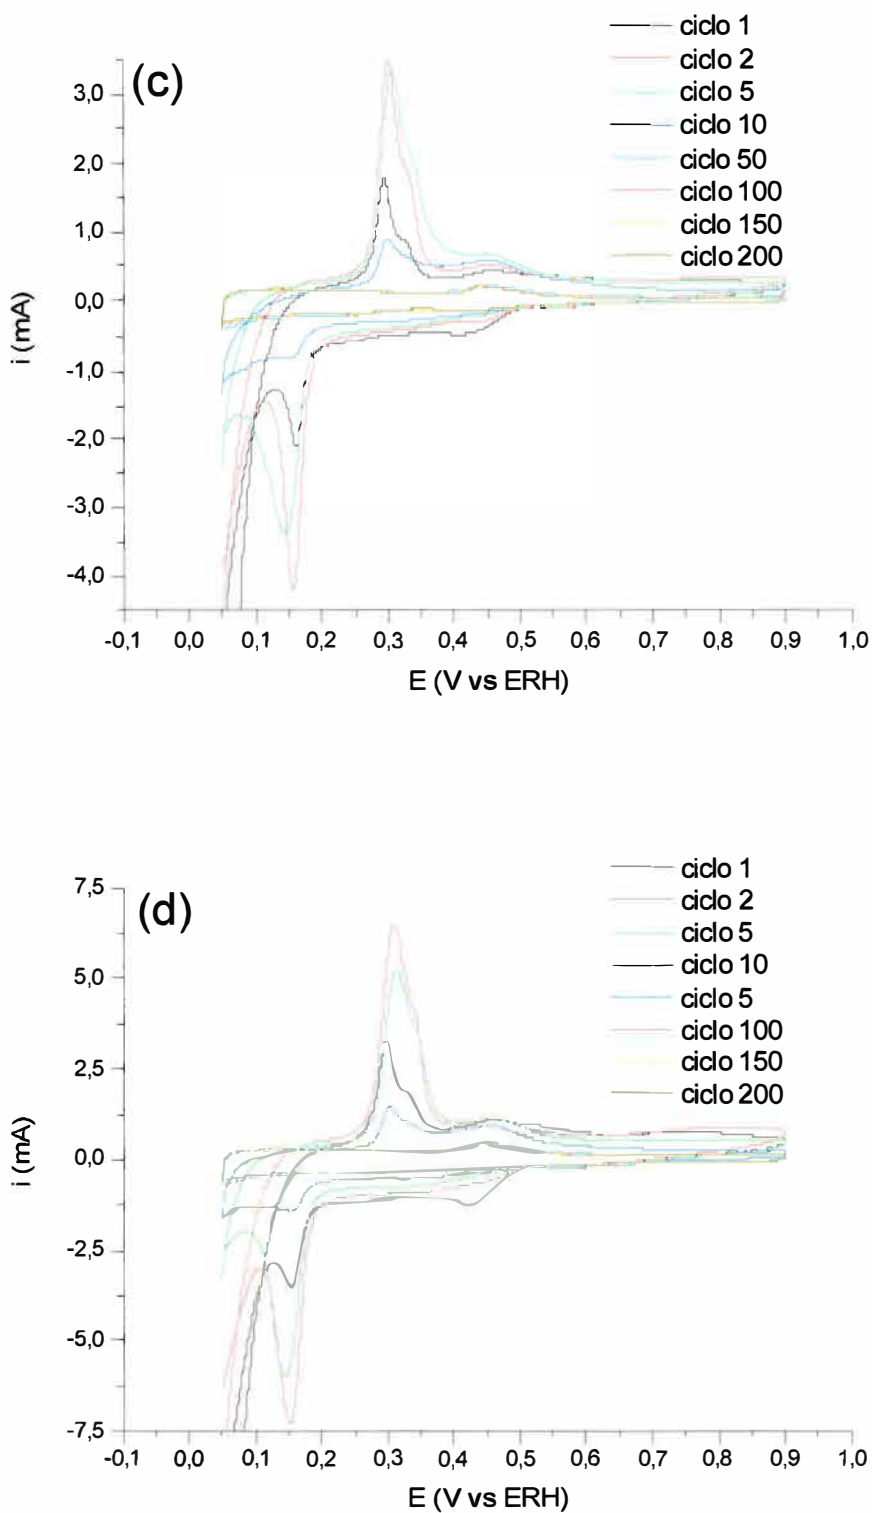 (c)
ciclo 1
ciclo 2
ciclo 5
ciclo 10
ciclo 50
ciclo 100
ciclo 150
ciclo 200
3,0
2,0
1,0
0,0
-1,0
-2,0
-3,0
-4,0
i (mA)
-0,1 0,0 0,1 0,2 0,3 0,4 0,5 0,6 0,7 0,8 0,9 1,0
E (V vs ERH)
(d)
ciclo 1
ciclo 2
ciclo 5
ciclo 10
ciclo 5
ciclo 100
ciclo 150
ciclo 200
7,5
5,0
2,5
0,0
-2,5
-5,0
-7,5
i (mA)
-0,1 0,0 0,1 0,2 0,3 0,4 0,5 0,6 0,7 0,8 0,9 1,0
E (V vs ERH)